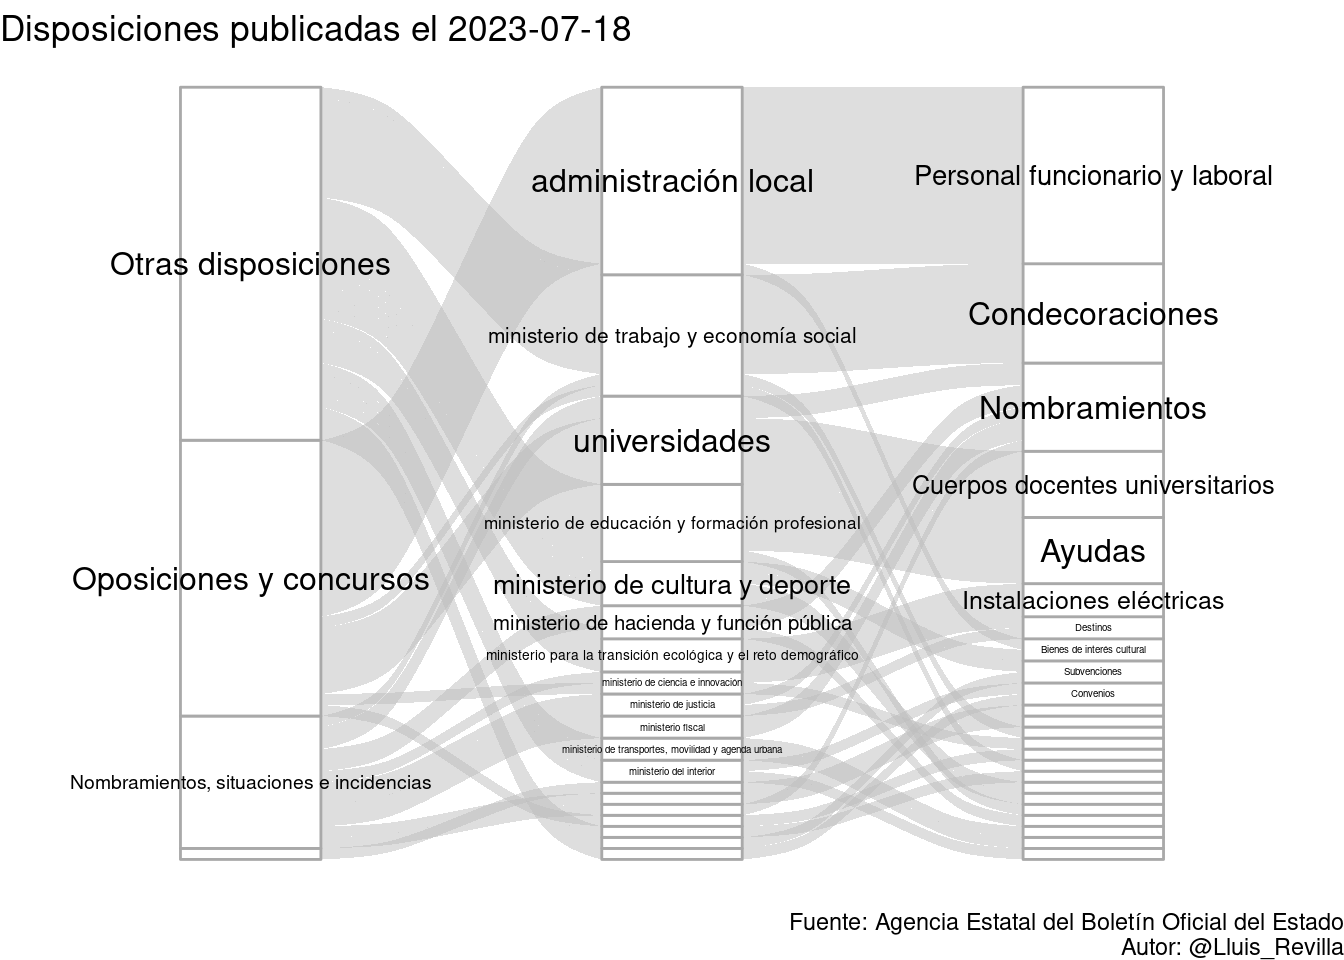 Disposiciones publicadas el 2023-07-18
Otras disposiciones
Oposiciones y concursos
Nombramientos, situaciones e incidencias
administración local
ministerio de trabajo y economía social
universidades
ministerio de educación y formación profesional
ministerio de cultura y deporte
ministerio de hacienda y función pública
ministerio para la transición ecológica y el reto demográfico
ministerio de ciencia e innovación
ministerio de justicia
ministerio fiscal
ministerio de transportes, movilidad y agenda urbana
ministerio del interior
Personal funcionario y laboral
Condecoraciones
Nombramientos
Cuerpos docentes universitarios
Ayudas
Instalaciones eléctricas
Destinos
Bienes de interés cultural
Subvenciones
Convenios
Fuente: Agencia Estatal del Boletín Oficial del Estado
Autor: @Lluis_Revilla